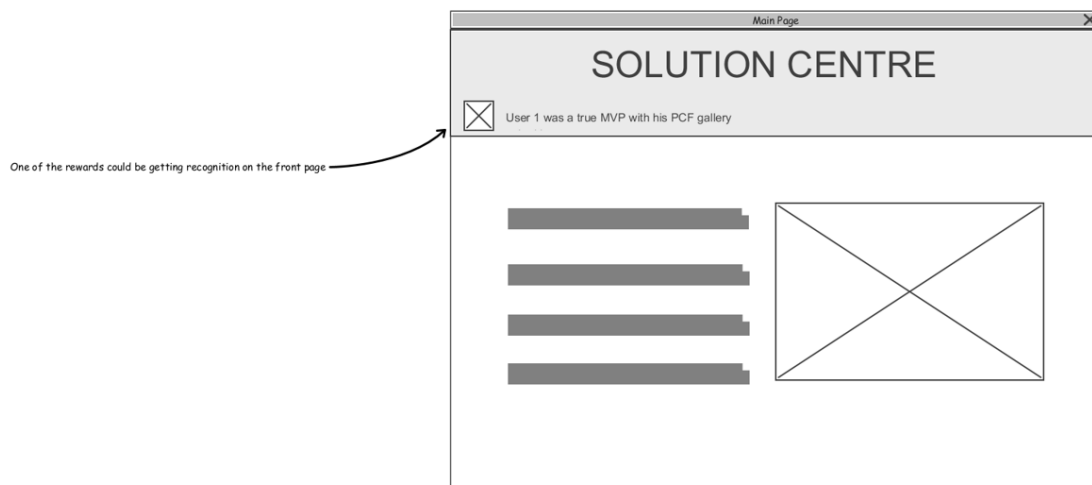 Main Page
SOLUTION CENTRE
User 1 was a true MVP with his PCF gallery
One of the rewards could be getting recognition on the front page